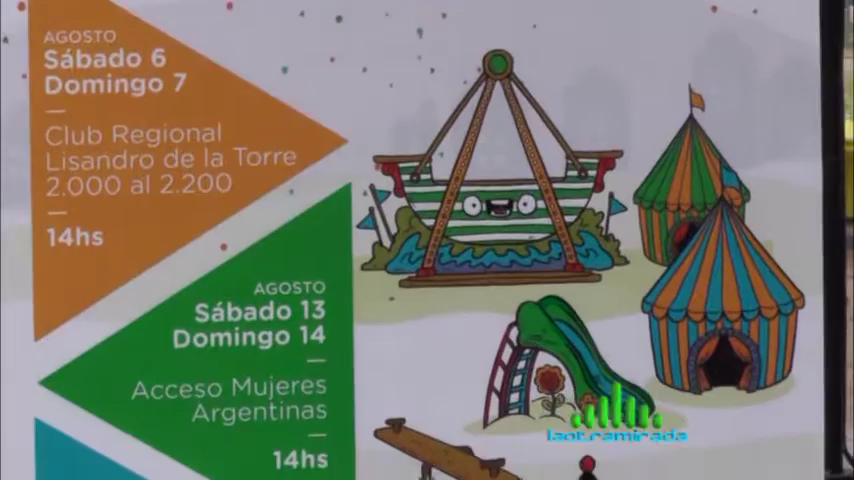 AGOSTO
Sábado 6
Domingo 7
Club Regional
Lisandro de la Torre
2.000 al 2.200
14hs
AGOSTO
Sábado 13
Domingo 14
Acceso Mujeres
Argentinas
14hs
laotramirada